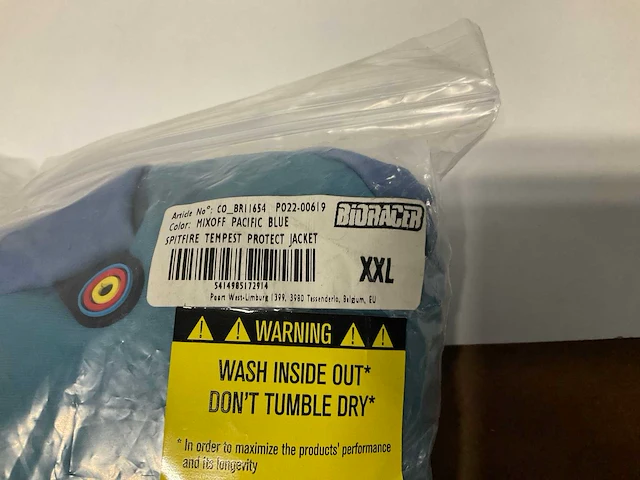 Article No°: CO_BR11654 PO22-00619
BIORACER
Color: MIXOFF PACIFIC BLUE
SPITFIRE TEMPEST PROTECT JACKET
XXL
5414985172914
Poort West-Limburg 1399, 3980 Tessenderlo, Belgium, EU
WARNING
WASH INSIDE OUT*
DON'T TUMBLE DRY*
* In order to maximize the products' performance
and its longevity